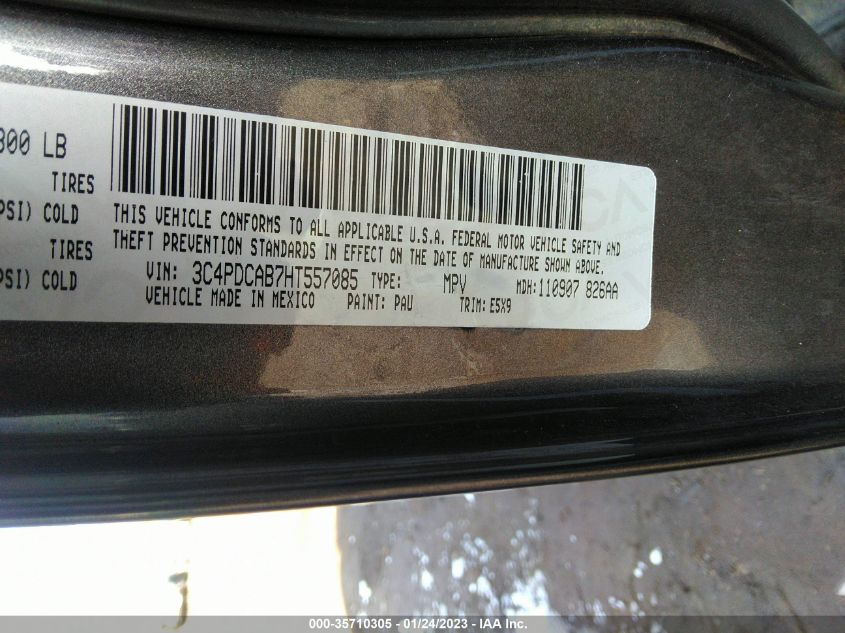 800 LB
TIRES
PSI) COLD
TIRES
PSI) COLD
THIS VEHICLE CONFORMS TO ALL APPLICABLE U.S.A. FEDERAL MOTOR VEHICLE SAFETY AND
THEFT PREVENTION STANDARDS IN EFFECT ON THE DATE OF MANUFACTURE SHOWN ABOVE.
VIN: 3C4PDCAB7HT557085 TYPE: MPV MDH:110907 826AA
VEHICLE MADE IN MEXICO PAINT: PAU TRIM: E5X9
000-35710305 - 01/24/2023 - IAA Inc.